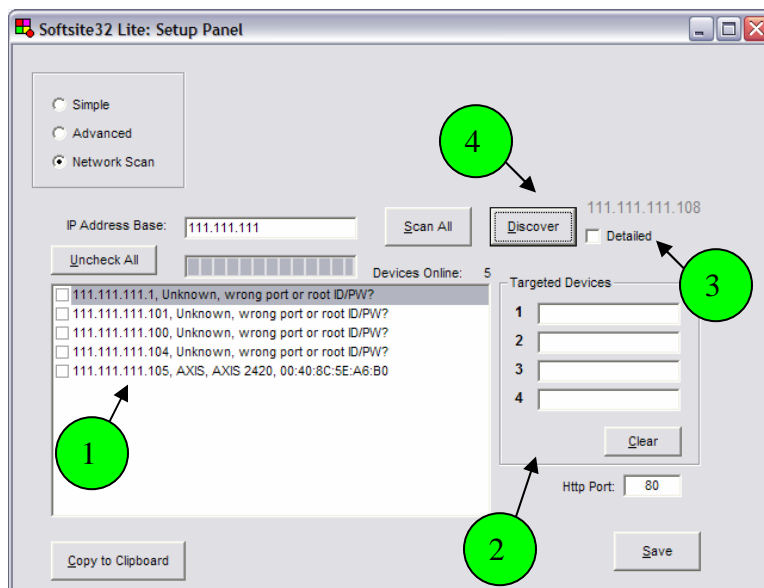 Softsite32 Lite: Setup Panel
Simple
Advanced
Network Scan
4
IP Address Base: 111.111.111 Scan All Discover 111.111.111.108
Detailed
Uncheck All Devices Online: 5
3
111.111.111.1, Unknown, wrong port or root ID/PW?
111.111.111.101, Unknown, wrong port or root ID/PW?
111.111.111.100, Unknown, wrong port or root ID/PW?
111.111.111.104, Unknown, wrong port or root ID/PW?
111.111.111.105, AXIS, AXIS 2420, 00:40:8C:5E:A6:B0
1
Targeted Devices
1
2
3
4
Clear
Http Port: 80
2
Copy to Clipboard Save